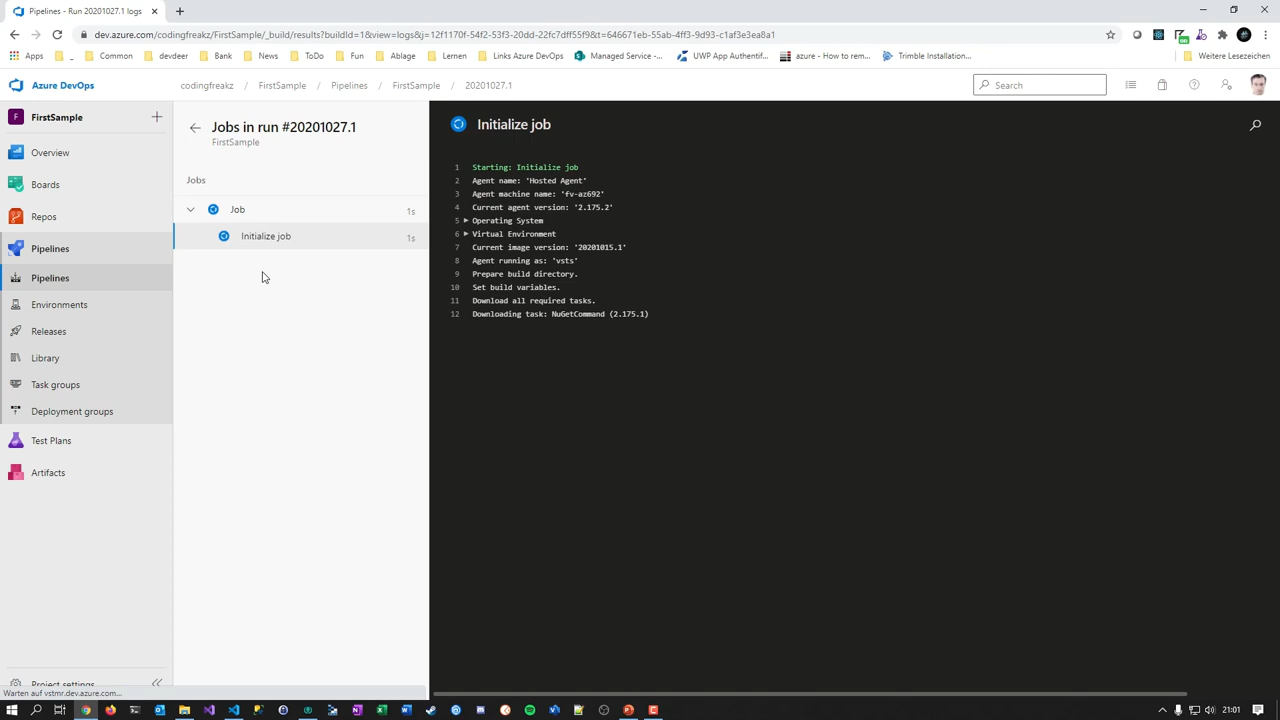 Pipelines - Run 20201027.1 logs
dev.azure.com/codingfreakz/FirstSample/_build/results?buildId=1&view=logs&j=12f1170f-54f2-53f3-20dd-22fc7dff55f9&t=646671eb-55ab-4ff3-9d93-c1af3e3ea8a1
Apps _ Common devdeer Bank News ToDo Fun Ablage Lernen Links Azure DevOps Managed Service -... UWP App Authentif... azure - How to rem... Trimble Installation... Weitere Lesezeichen
Azure DevOps codingfreakz / FirstSample / Pipelines / FirstSample / 20201027.1 Search
F FirstSample
Overview
Boards
Repos
Pipelines
Pipelines
Environments
Releases
Library
Task groups
Deployment groups
Test Plans
Artifacts
Project settings
Warten auf vstmr.dev.azure.com...
Jobs in run #20201027.1
FirstSample
Jobs
Job 1s
Initialize job 1s
Initialize job
1 Starting: Initialize job
2 Agent name: 'Hosted Agent'
3 Agent machine name: 'fv-az692'
4 Current agent version: '2.175.2'
5 Operating System
6 Virtual Environment
7 Current image version: '20201015.1'
8 Agent running as: 'vsts'
9 Prepare build directory.
10 Set build variables.
11 Download all required tasks.
12 Downloading task: NuGetCommand (2.175.1)
21:01